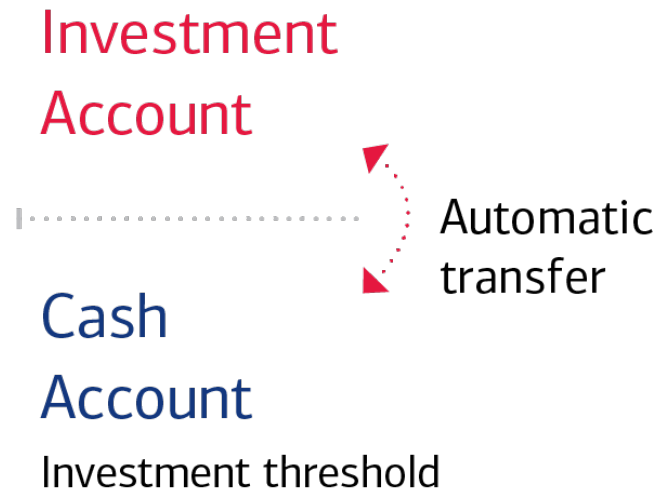 Investment
Account
Automatic
transfer
Cash
Account
Investment threshold